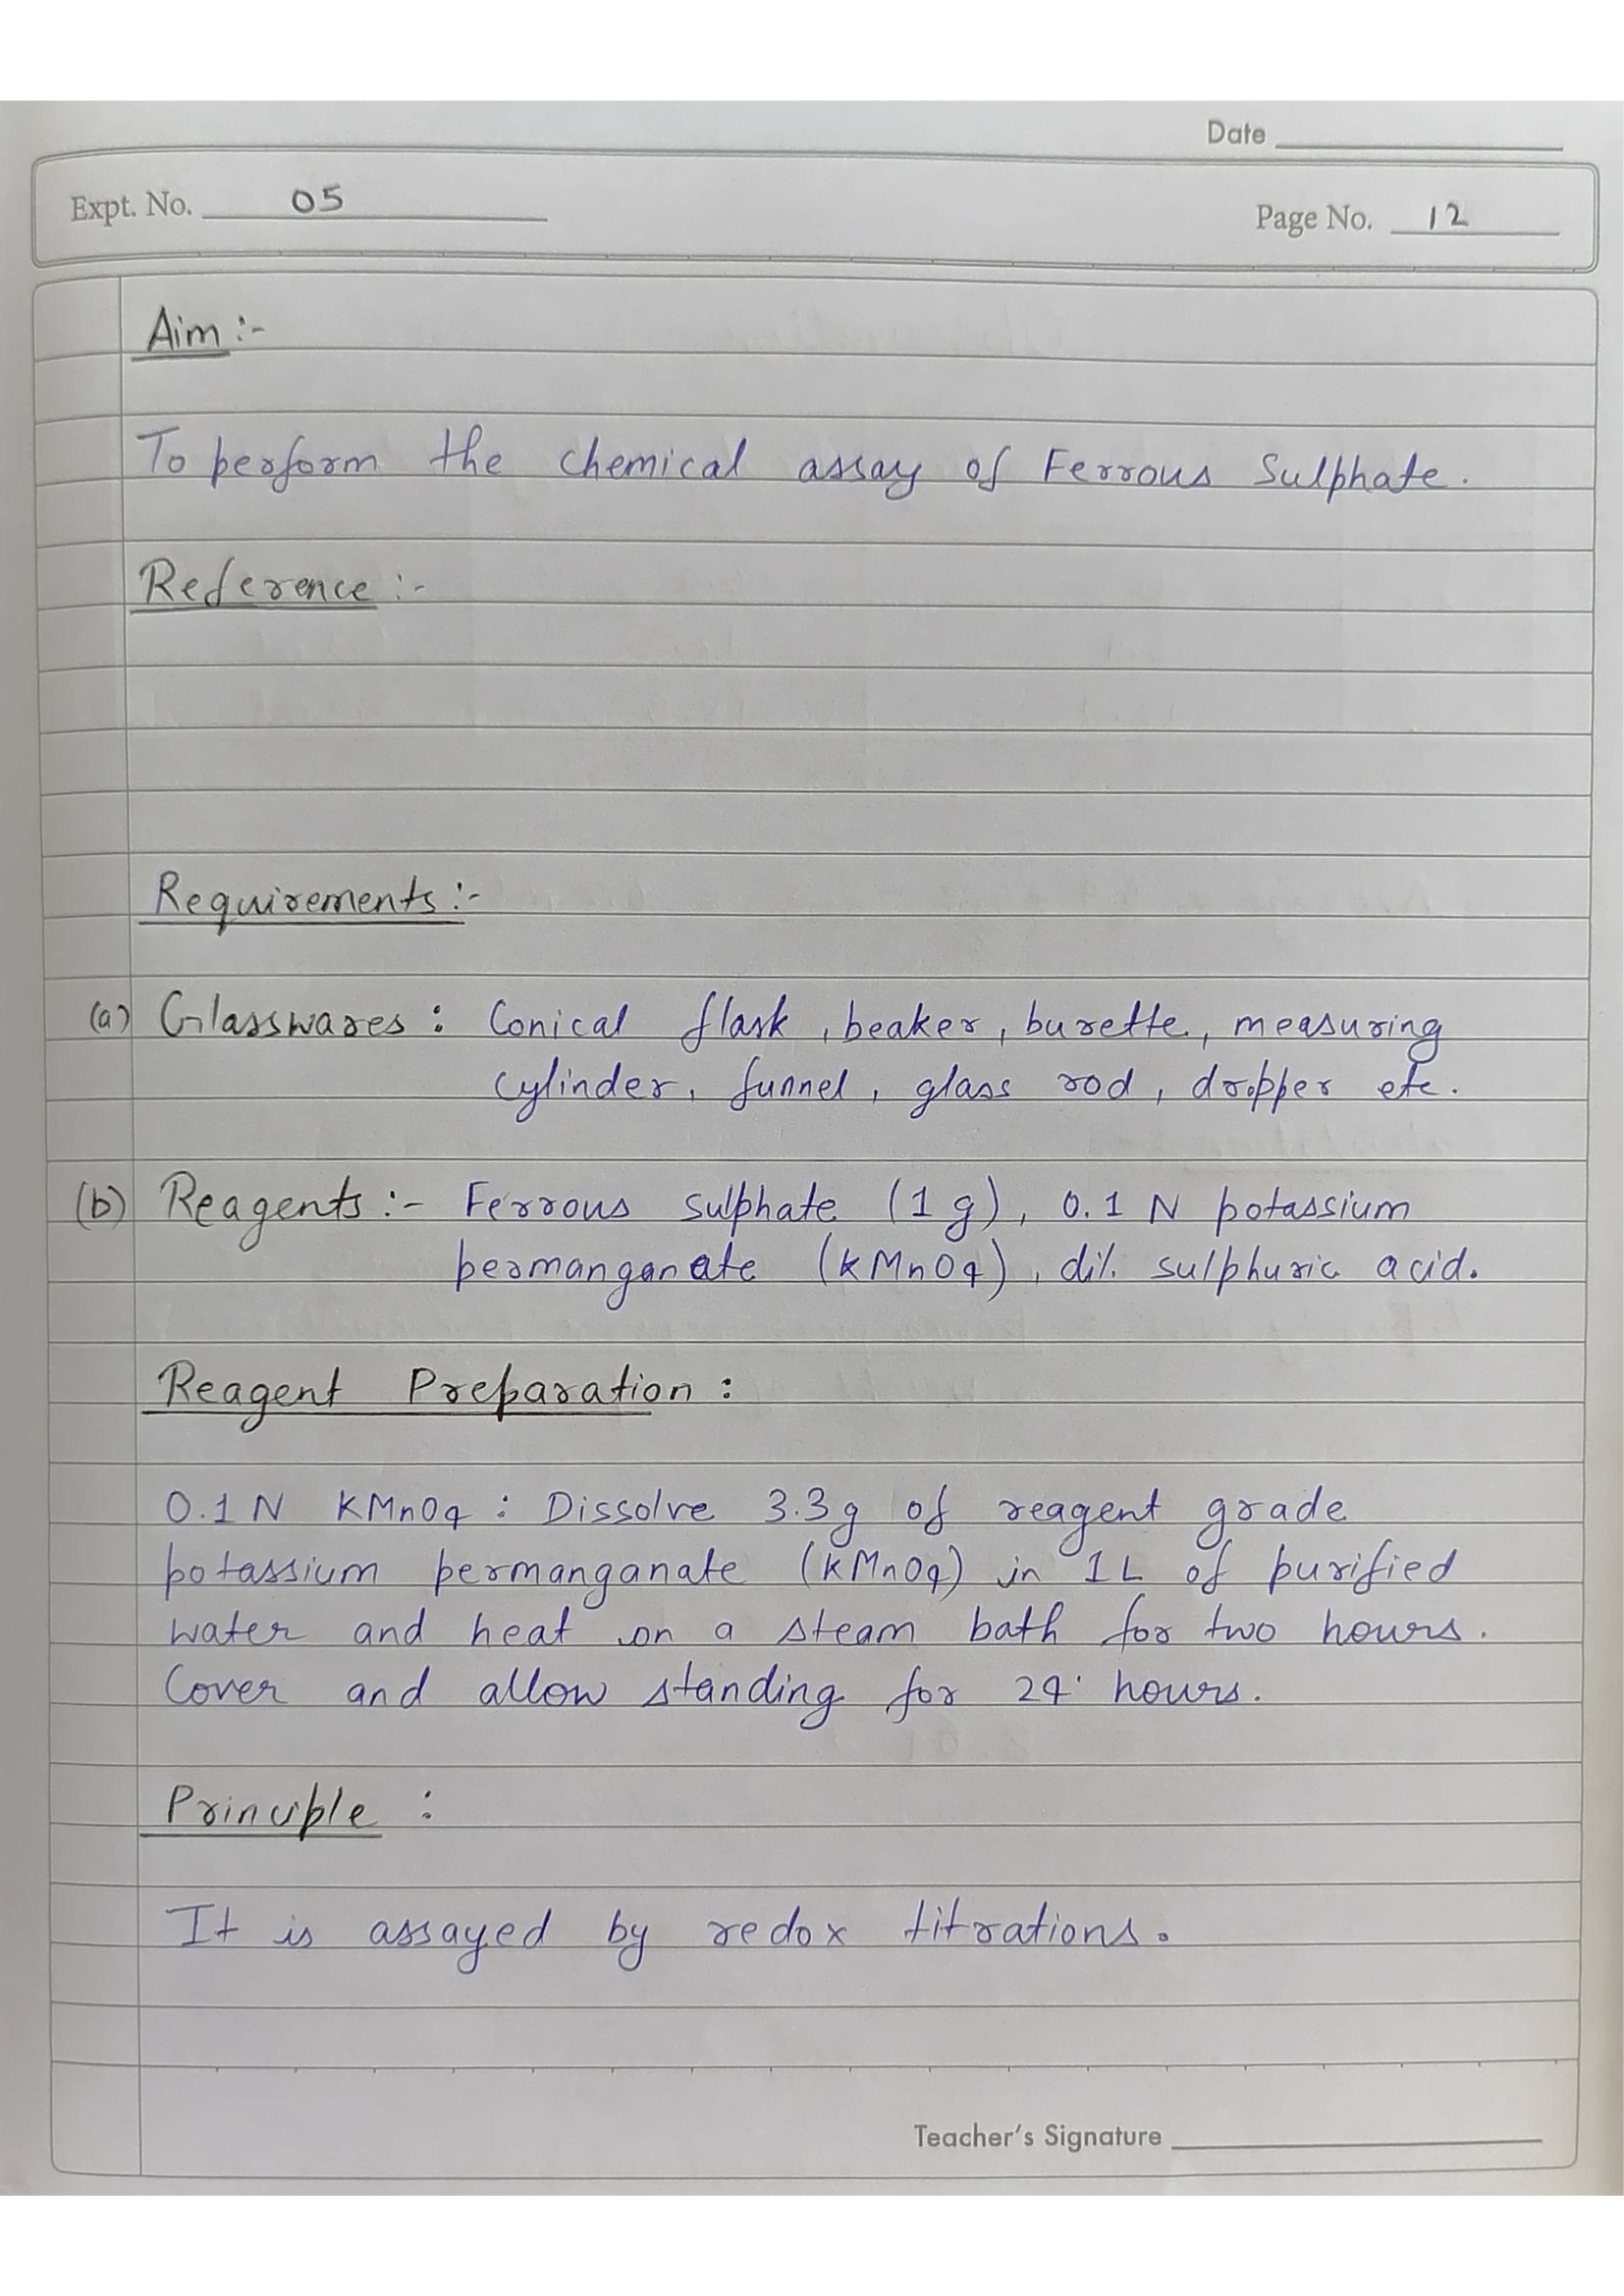 Date
Expt. No. 05
Page No. 12
Aim :-
To perform the chemical assay of Ferrous Sulphate.
Reference :-
Requirements :-
(a) Glasswares : Conical flask, beaker, burette, measuring
cylinder, funnel, glass rod, dropper etc.
(b) Reagents :- Ferrous sulphate (1 g), 0.1 N potassium
permanganate (KMnO4), dil. sulphuric acid.
Reagent Preparation :
0.1 N KMnO4 : Dissolve 3.3g of reagent grade
potassium permanganate (KMnO4) in 1L of purified
water and heat on a steam bath for two hours.
Cover and allow standing for 24 hours.
Principle :
It is assayed by redox titrations.
Teacher's Signature